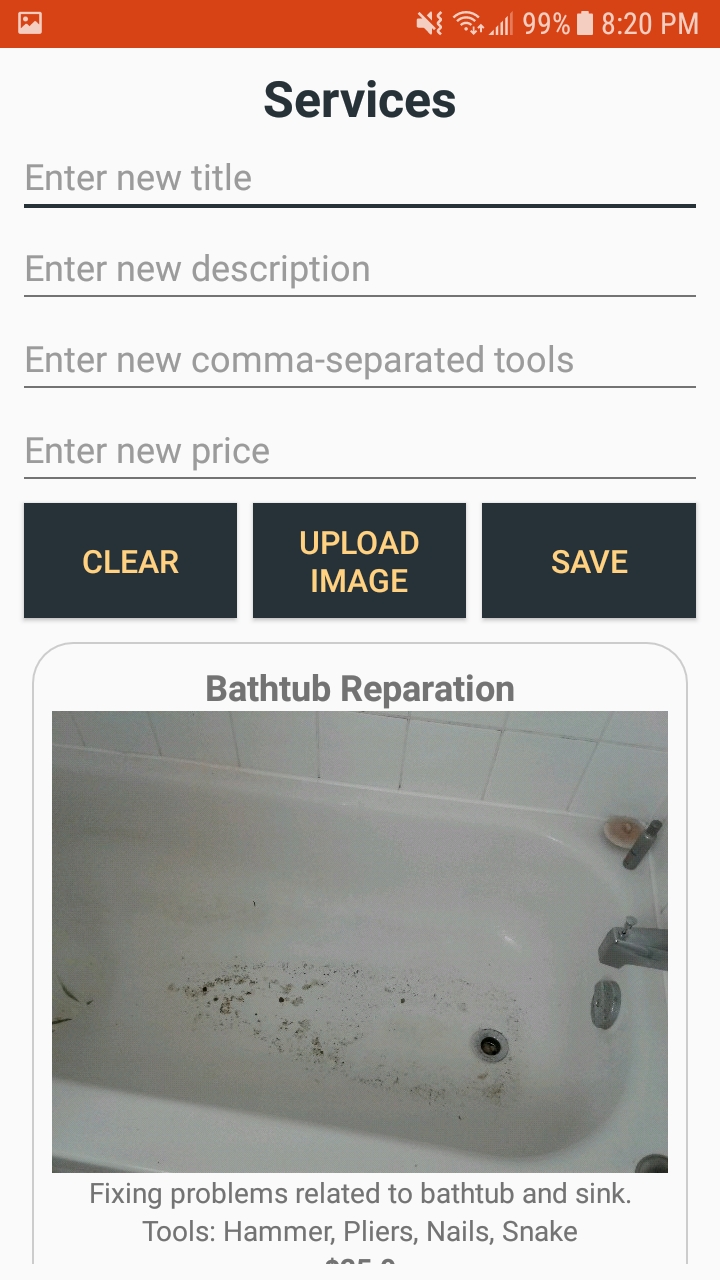 99% 8:20 PM
Services
Enter new title
Enter new description
Enter new comma-separated tools
Enter new price
CLEAR
UPLOAD
IMAGE
SAVE
Bathtub Reparation
Fixing problems related to bathtub and sink.
Tools: Hammer, Pliers, Nails, Snake